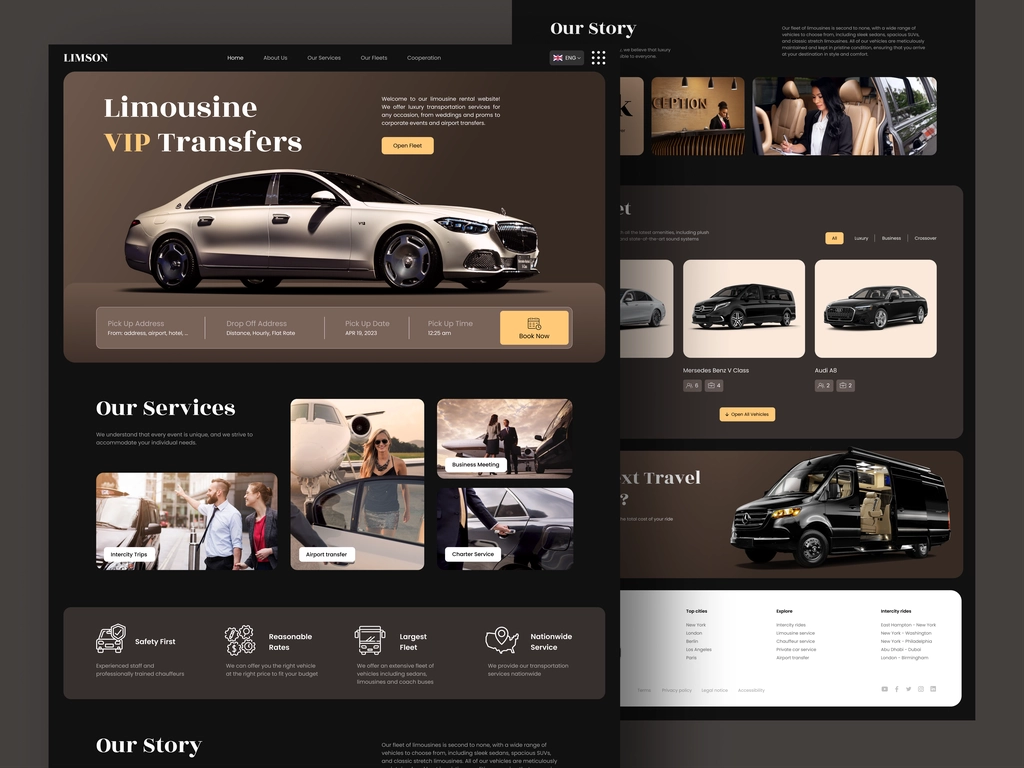 LIMSON
Home
About Us
Our Services
Our Fleets
Cooperation
ENG
Limousine
VIP Transfers
Welcome to our limousine rental website!
We offer luxury transportation services for
any occasion, from weddings and proms to
corporate events and airport transfers.
Open Fleet
Pick Up Address
From: address, airport, hotel, ...
Drop Off Address
Distance, Hourly, Flat Rate
Pick Up Date
APR 19, 2023
Pick Up Time
12:25 am
Book Now
Our Services
We understand that every event is unique, and we strive to
accommodate your individual needs.
Intercity Trips
Airport transfer
Business Meeting
Charter Service
Safety First
Experienced staff and
professionally trained chauffeurs
Reasonable
Rates
We can offer you the right vehicle
at the right price to fit your budget
Largest
Fleet
We offer an extensive fleet of
vehicles including sedans,
limousines and coach buses
Nationwide
Service
We provide our transportation
services nationwide
Our Story
Our fleet of limousines is second to none, with a wide range of
vehicles to choose from, including sleek sedans, spacious SUVs,
and classic stretch limousines. All of our vehicles are meticulously
Our Story
, we believe that luxury
able to everyone.
Our fleet of limousines is second to none, with a wide range of
vehicles to choose from, including sleek sedans, spacious SUVs,
and classic stretch limousines. All of our vehicles are meticulously
maintained and kept in pristine condition, ensuring that you arrive
at your destination in style and comfort.
k
CEPTION
et
all the latest amenities, including plush
and state-of-the-art sound systems
All
Luxury
Business
Crossover
Mersedes Benz V Class
6
4
Audi A8
3
2
Open All Vehicles
ext Travel
?
the total cost of your ride
Top cities
New York
London
Berlin
Los Angeles
Paris
Explore
Intercity rides
Limousine service
Chauffeur service
Private car service
Airport transfer
Intercity rides
East Hampton - New York
New York - Washington
New York - Philadelphia
Abu Dhabi - Dubai
London - Birmingheim
Terms
Privacy policy
Legal notice
Accessibility